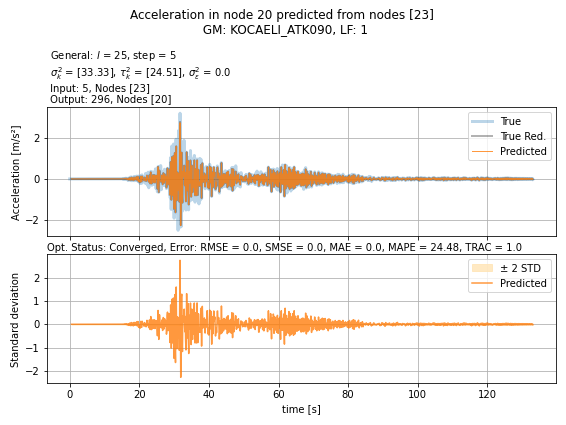 Acceleration in node 20 predicted from nodes [23]
GM: KOCAELI_ATK090, LF: 1
General: l = 25, step = 5
σ²ₖ = [33.33], τ²ₖ = [24.51], σ²ε = 0.0
Input: 5, Nodes [23]
Output: 296, Nodes [20]
True
True Red.
Predicted
Acceleration [m/s²]
2
0
−2
Opt. Status: Converged, Error: RMSE = 0.0, SMSE = 0.0, MAE = 0.0, MAPE = 24.48, TRAC = 1.0
± 2 STD
Predicted
Standard deviation
2
1
0
−1
−2
0 20 40 60 80 100 120
time [s]